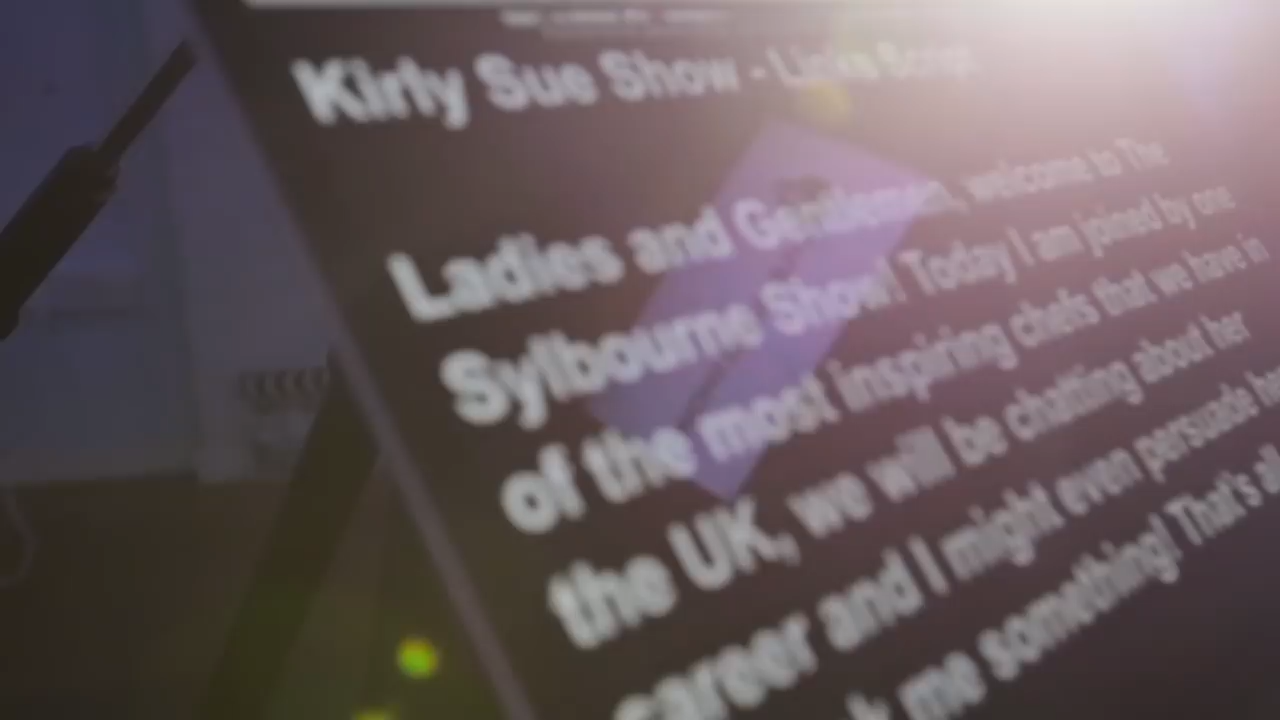 Kirly Sue Show - Links Script
Ladies and Gentlemen, welcome to The
Sylbourne Show! Today I am joined by one
of the most inspiring chefs that we have in
the UK, we will be chatting about her
career and I might even persuade
me something! That's